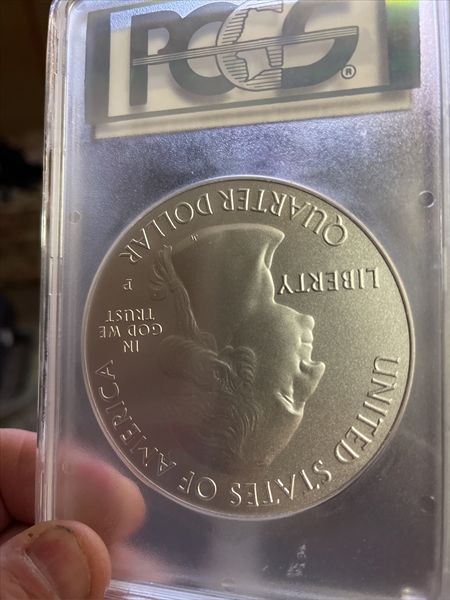 PCGS
®
UNITED STATES OF AMERICA
LIBERTY
IN
GOD WE
TRUST
P
QUARTER DOLLAR